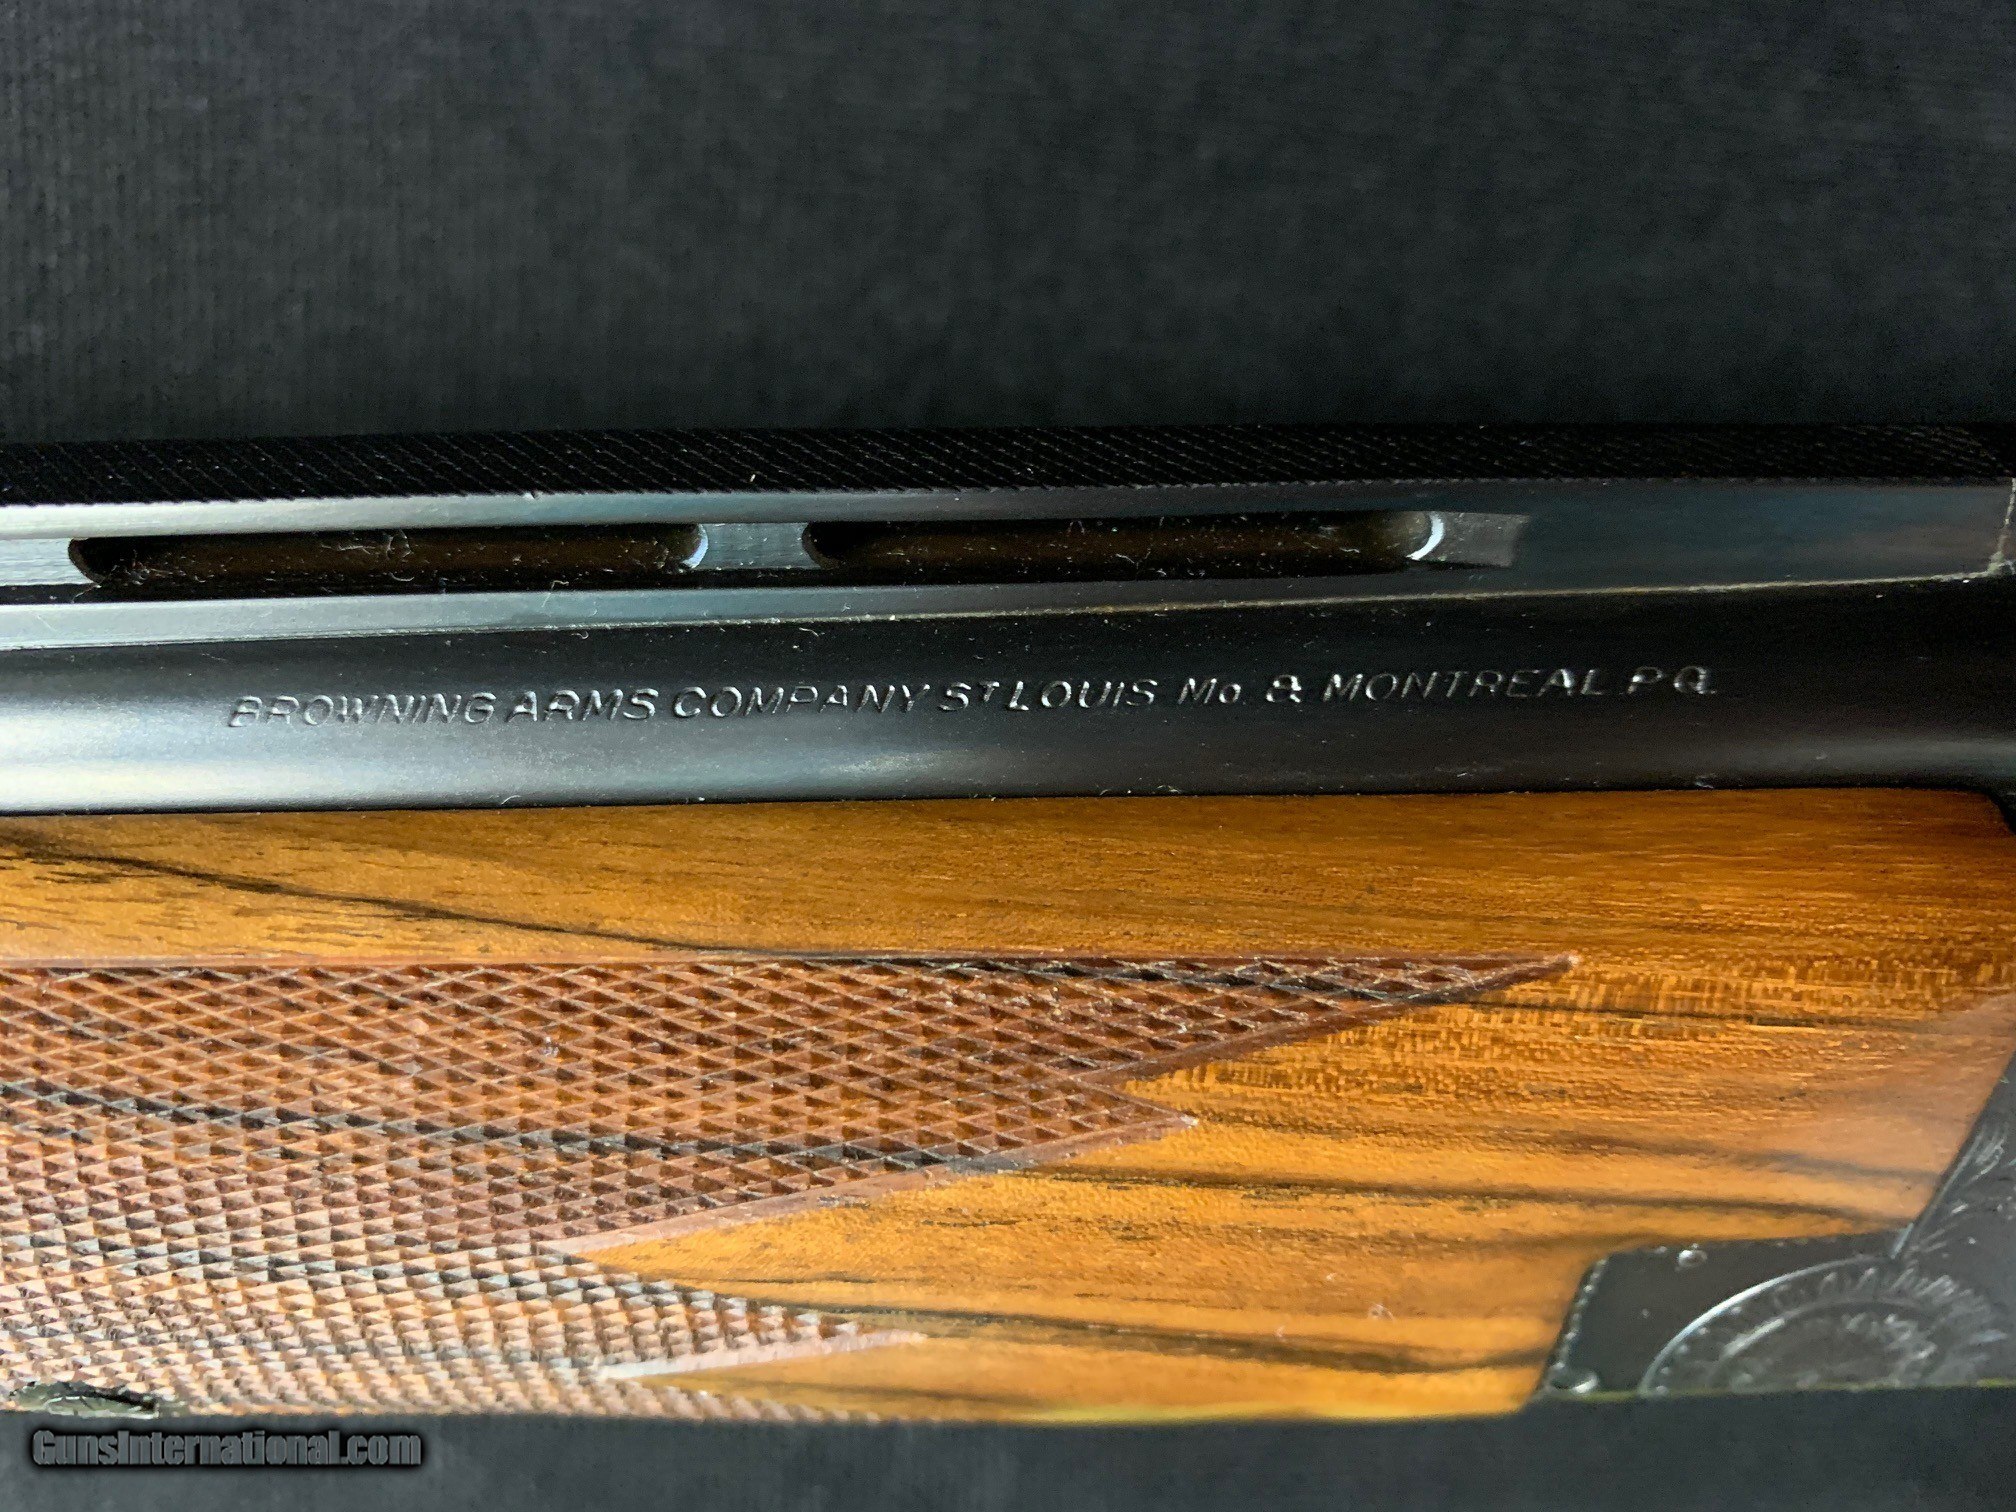 BROWNING ARMS COMPANY ST LOUIS Mo. & MONTREAL P.Q.
GunsInternational.com